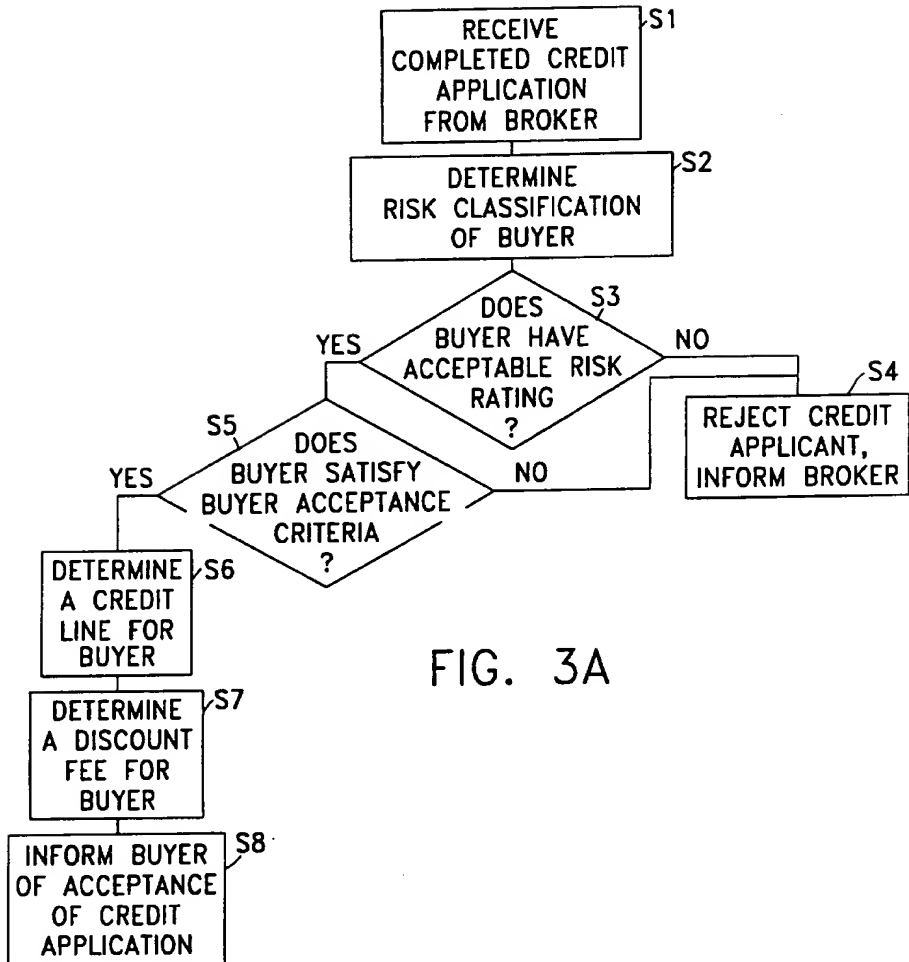 S1
RECEIVE
COMPLETED CREDIT
APPLICATION
FROM BROKER
S2
DETERMINE
RISK CLASSIFICATION
OF BUYER
S3
DOES
BUYER HAVE
ACCEPTABLE RISK
RATING
?
YES
NO
S4
REJECT CREDIT
APPLICANT,
INFORM BROKER
S5
DOES
BUYER SATISFY
BUYER ACCEPTANCE
CRITERIA
?
YES
NO
S6
DETERMINE
A CREDIT
LINE FOR
BUYER
S7
DETERMINE
A DISCOUNT
FEE FOR
BUYER
S8
INFORM BUYER
OF ACCEPTANCE
OF CREDIT
APPLICATION
FIG. 3A